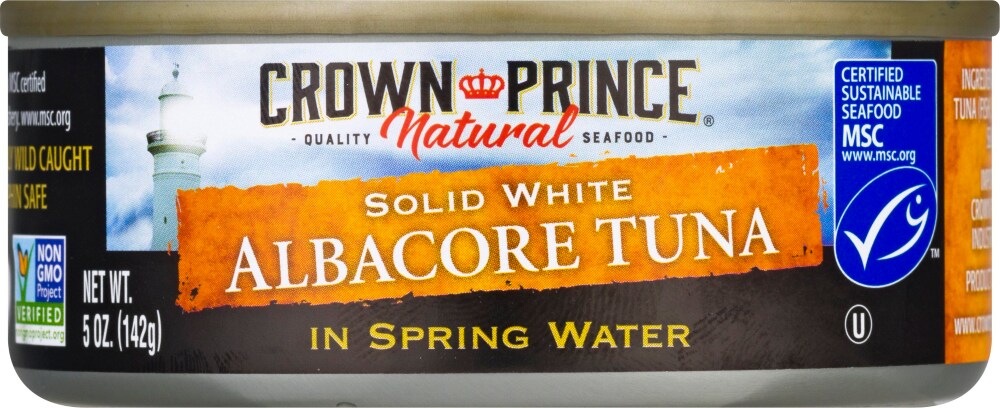 MSC certified
www.msc.org
WILD CAUGHT
SAFE
NON
GMO
Project
VERIFIED
NET WT.
5 OZ. (142g)
CROWN PRINCE®
- QUALITY Natural SEAFOOD -
SOLID WHITE
ALBACORE TUNA
IN SPRING WATER
CERTIFIED
SUSTAINABLE
SEAFOOD
MSC
www.msc.org
TM
U
TUNA